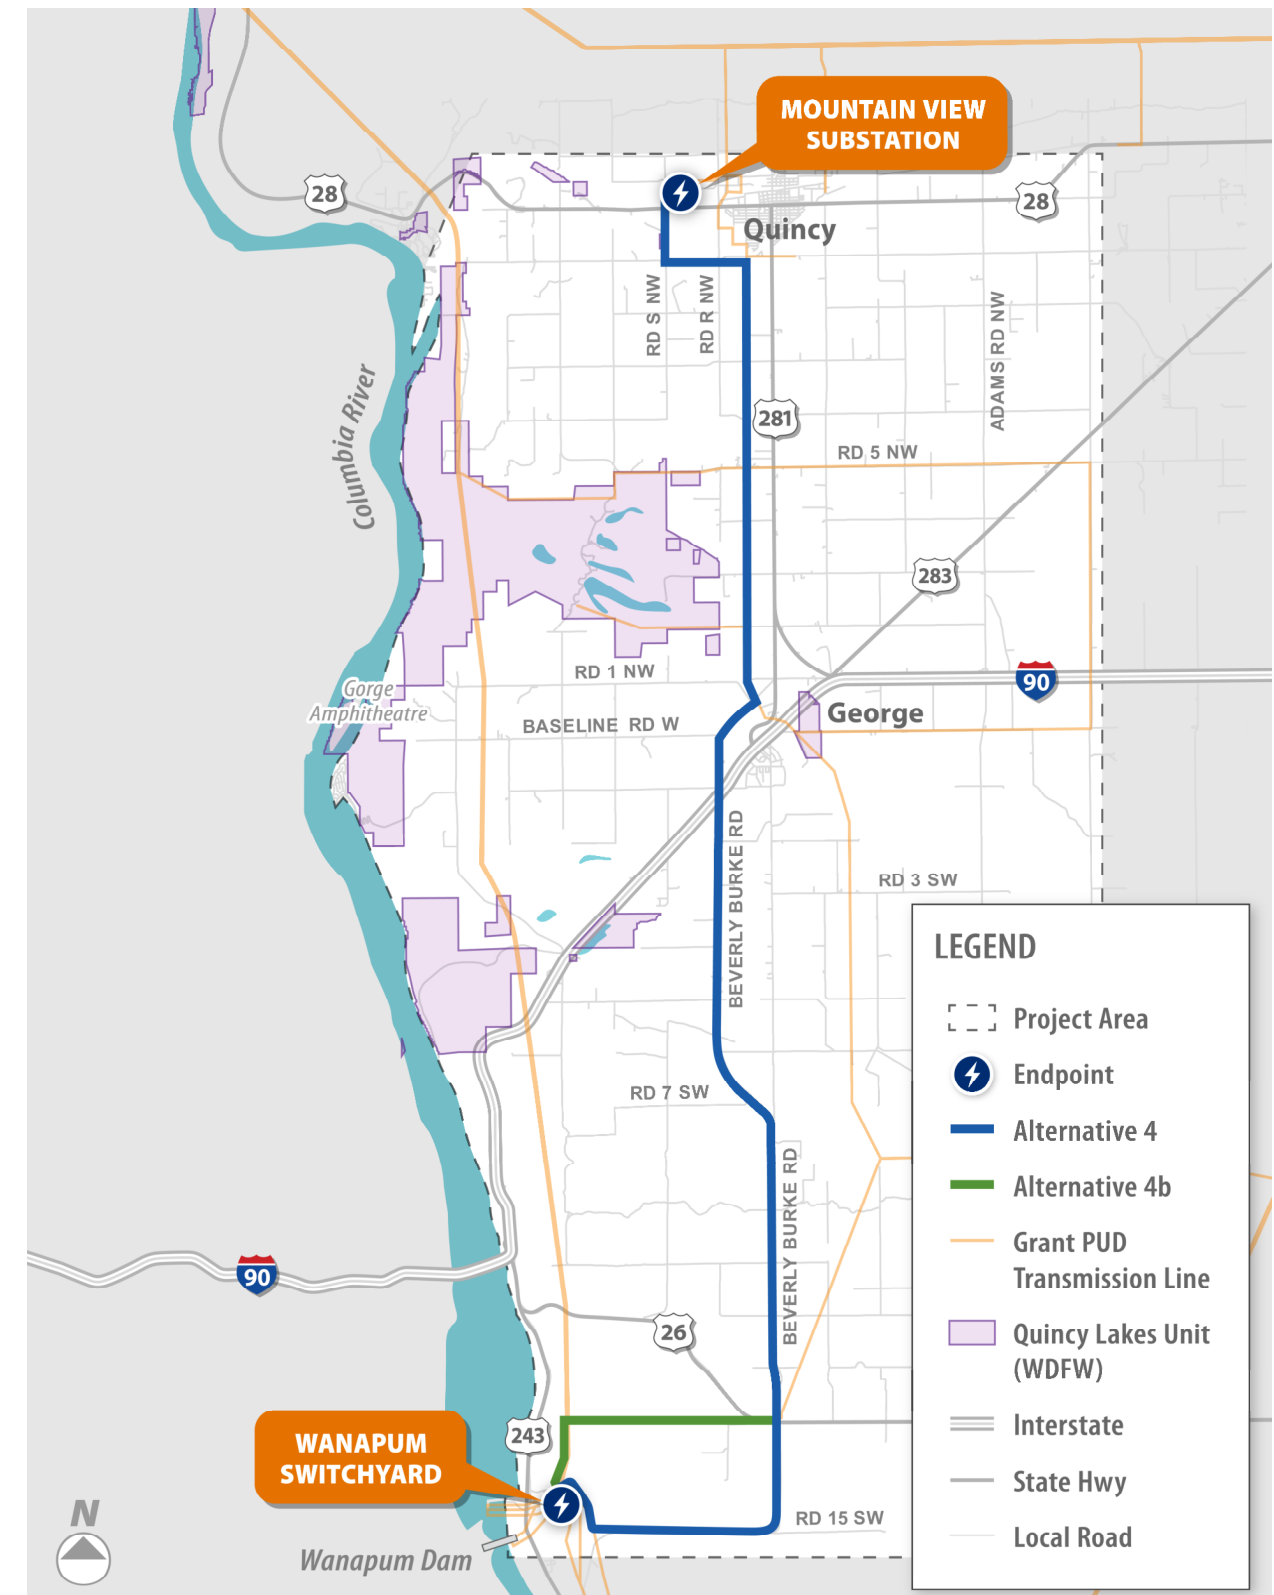 MOUNTAIN VIEW
SUBSTATION
28
28
Quincy
RD S NW
RD R NW
ADAMS RD NW
Columbia River
281
RD 5 NW
283
RD 1 NW
90
Gorge
Amphitheatre
George
BASELINE RD W
BEVERLY BURKE RD
RD 3 SW
RD 7 SW
BEVERLY BURKE RD
90
26
243
WANAPUM
SWITCHYARD
RD 15 SW
N
Wanapum Dam
LEGEND
Project Area
Endpoint
Alternative 4
Alternative 4b
Grant PUD
Transmission Line
Quincy Lakes Unit
(WDFW)
Interstate
State Hwy
Local Road